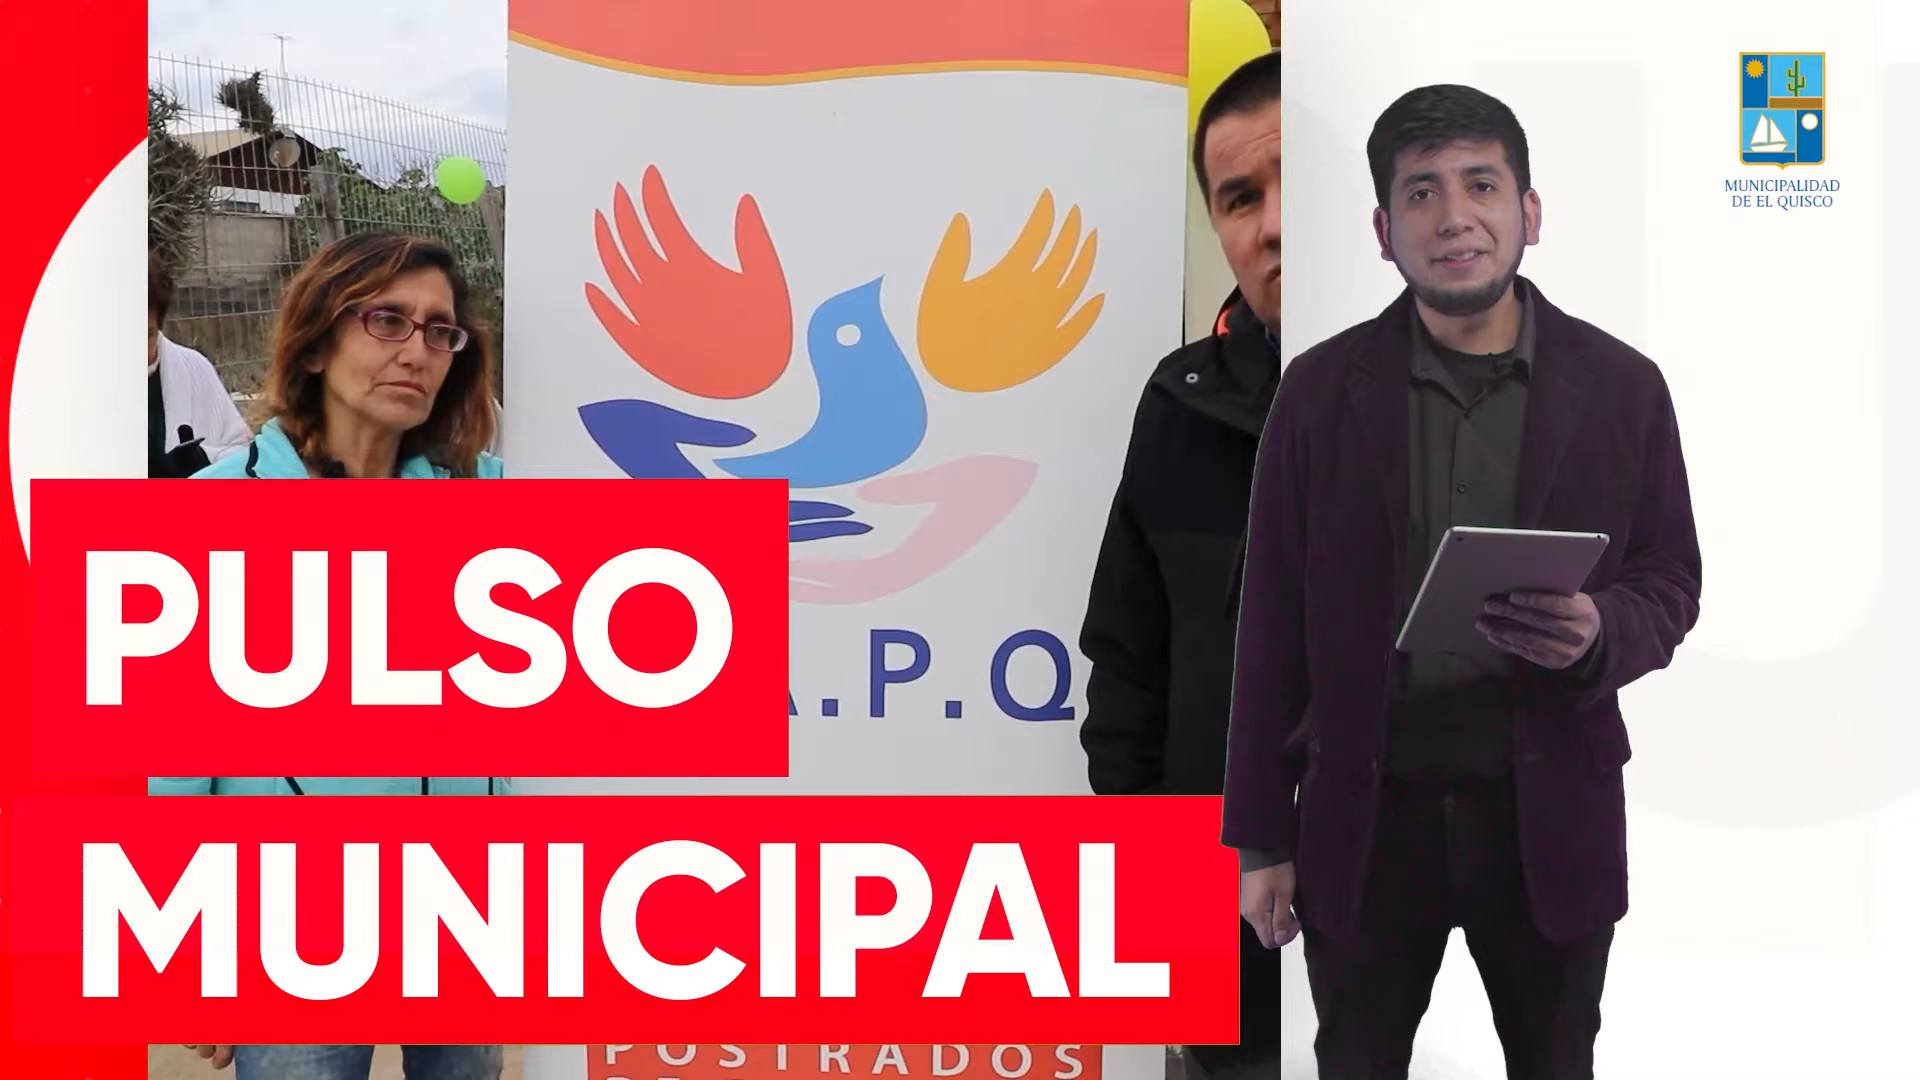 MUNICIPALIDAD
DE EL QUISCO
PULSO
.P.Q
MUNICIPAL
POSTRADOS